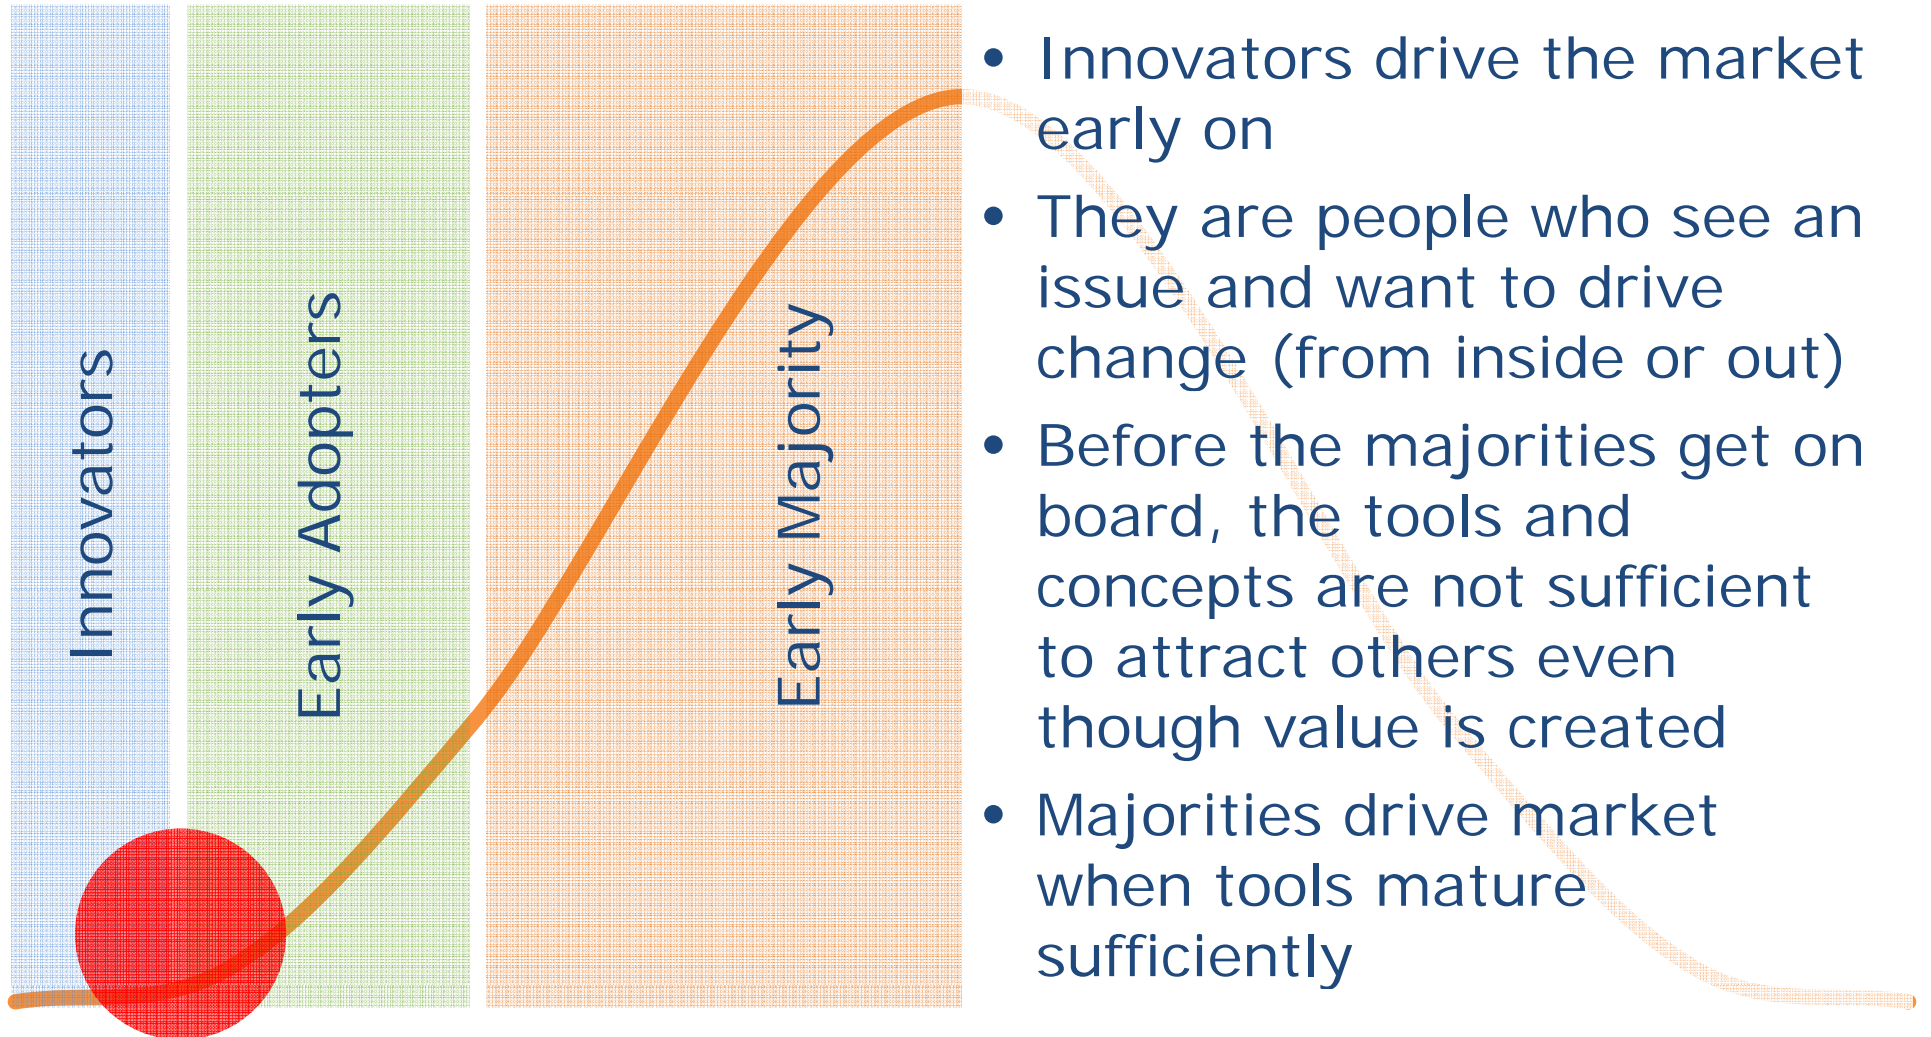 Innovators
Early Adopters
Early Majority
• Innovators drive the market
early on
• They are people who see an
issue and want to drive
change (from inside or out)
• Before the majorities get on
board, the tools and
concepts are not sufficient
to attract others even
though value is created
• Majorities drive market
when tools mature
sufficiently